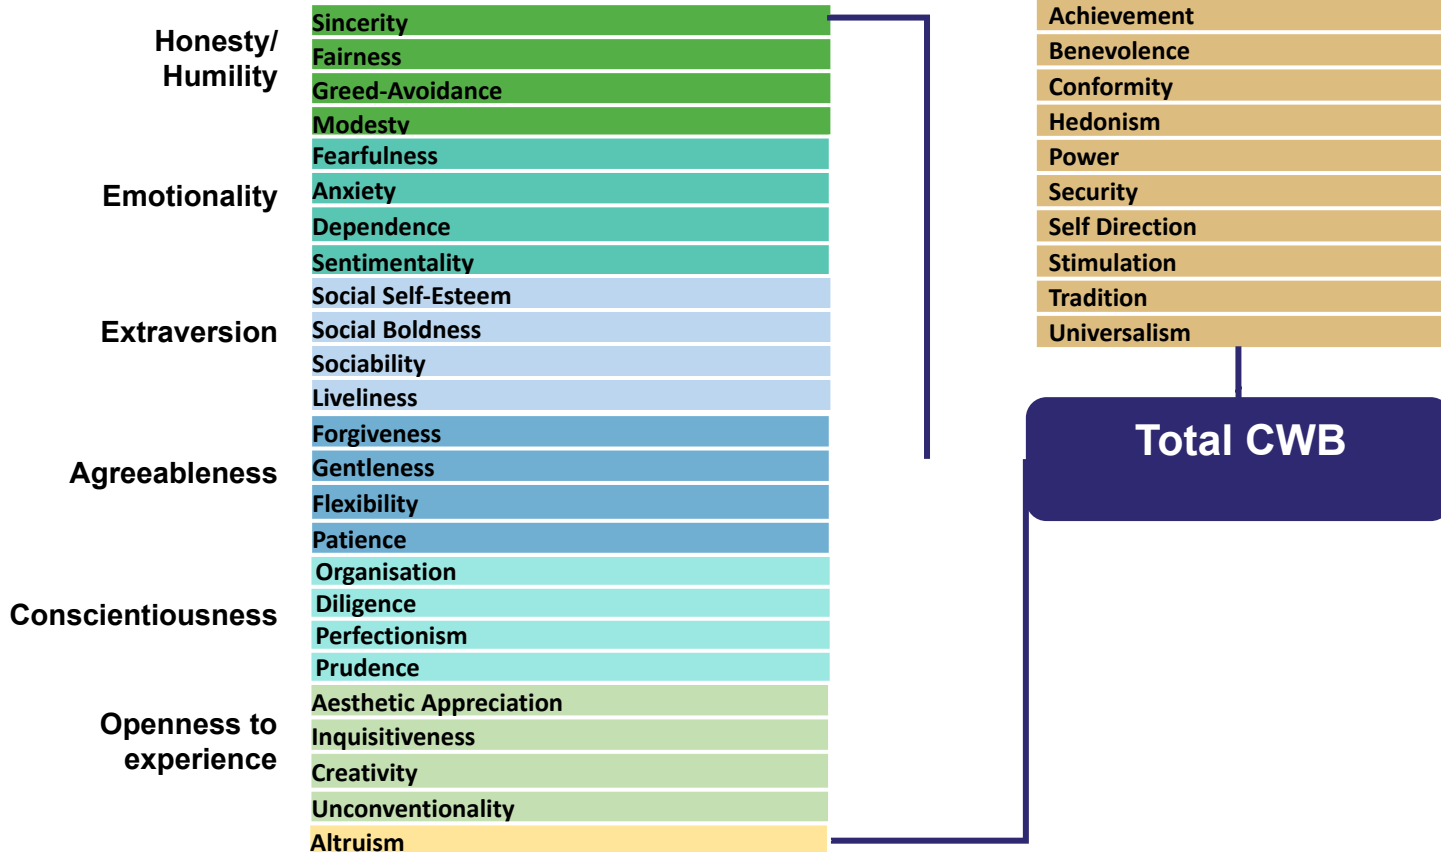 Honesty/
Humility
Sincerity
Fairness
Greed-Avoidance
Modesty
Emotionality
Fearfulness
Anxiety
Dependence
Sentimentality
Extraversion
Social Self-Esteem
Social Boldness
Sociability
Liveliness
Agreeableness
Forgiveness
Gentleness
Flexibility
Patience
Conscientiousness
Organisation
Diligence
Perfectionism
Prudence
Openness to
experience
Aesthetic Appreciation
Inquisitiveness
Creativity
Unconventionality
Altruism
Achievement
Benevolence
Conformity
Hedonism
Power
Security
Self Direction
Stimulation
Tradition
Universalism
Total CWB